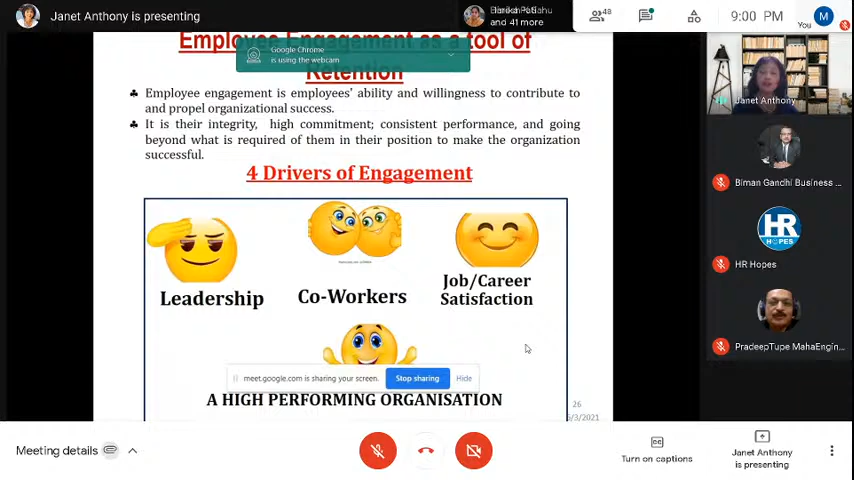 Janet Anthony is presenting
and 41 more
48
9:00 PM
M
You
Employee Engagement as a tool of
Retention
Google Chrome
is using the webcam
♣ Employee engagement is employees' ability and willingness to contribute to
and propel organizational success.
♣ It is their integrity, high commitment; consistent performance, and going
beyond what is required of them in their position to make the organization
successful.
4 Drivers of Engagement
Leadership
Co-Workers
Job/Career
Satisfaction
meet.google.com is sharing your screen.
Stop sharing
Hide
A HIGH PERFORMING ORGANISATION
26
/3/2021
Janet Anthony
Biman Gandhi Business ...
HR
H PES
HR Hopes
PradeepTupe MahaEngin...
Meeting details
Turn on captions
Janet Anthony
is presenting